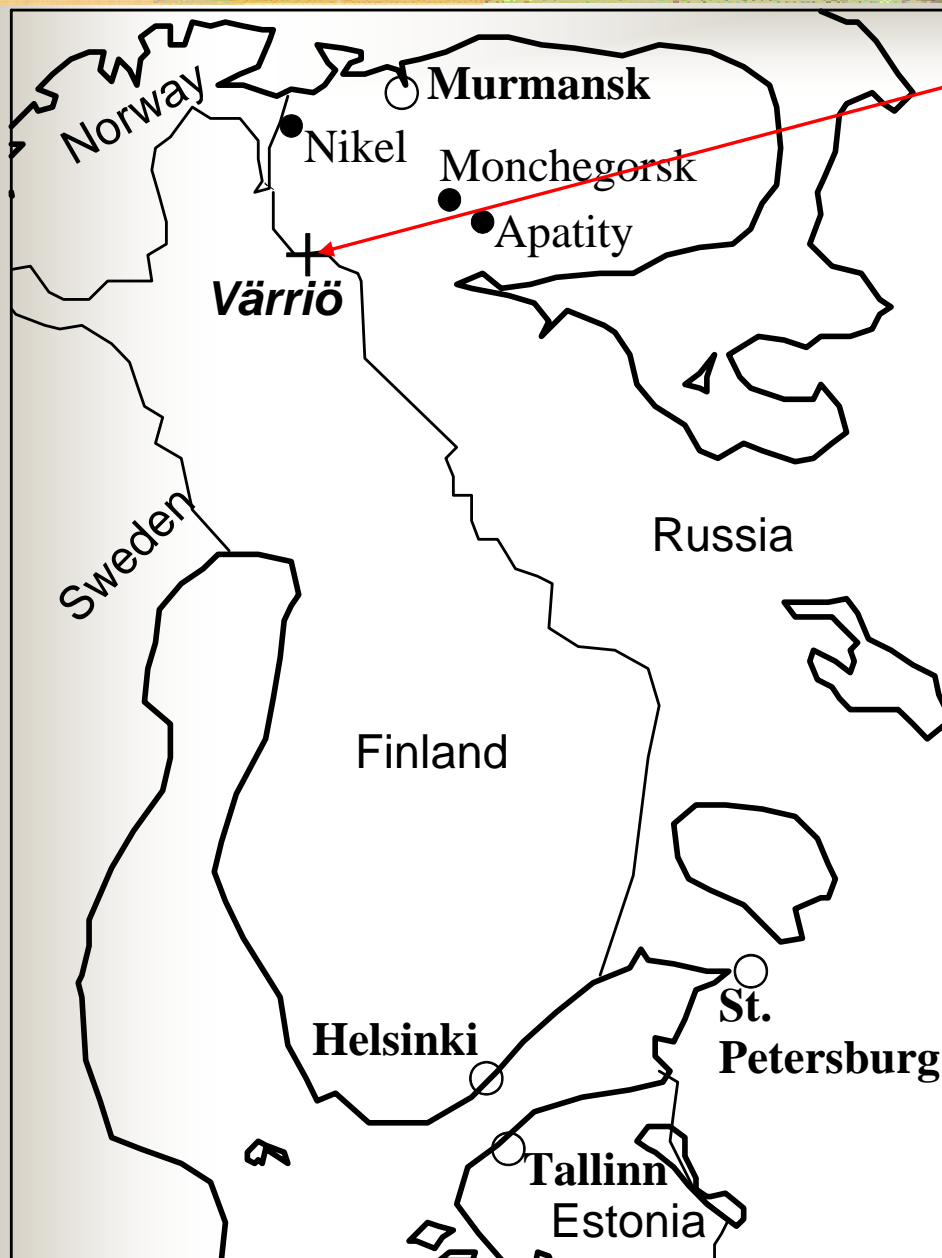 Norway
Murmansk
Nikel
Monchegorsk
Apatity
Värriö
Sweden
Russia
Finland
Helsinki
St.
Petersburg
Tallinn
Estonia